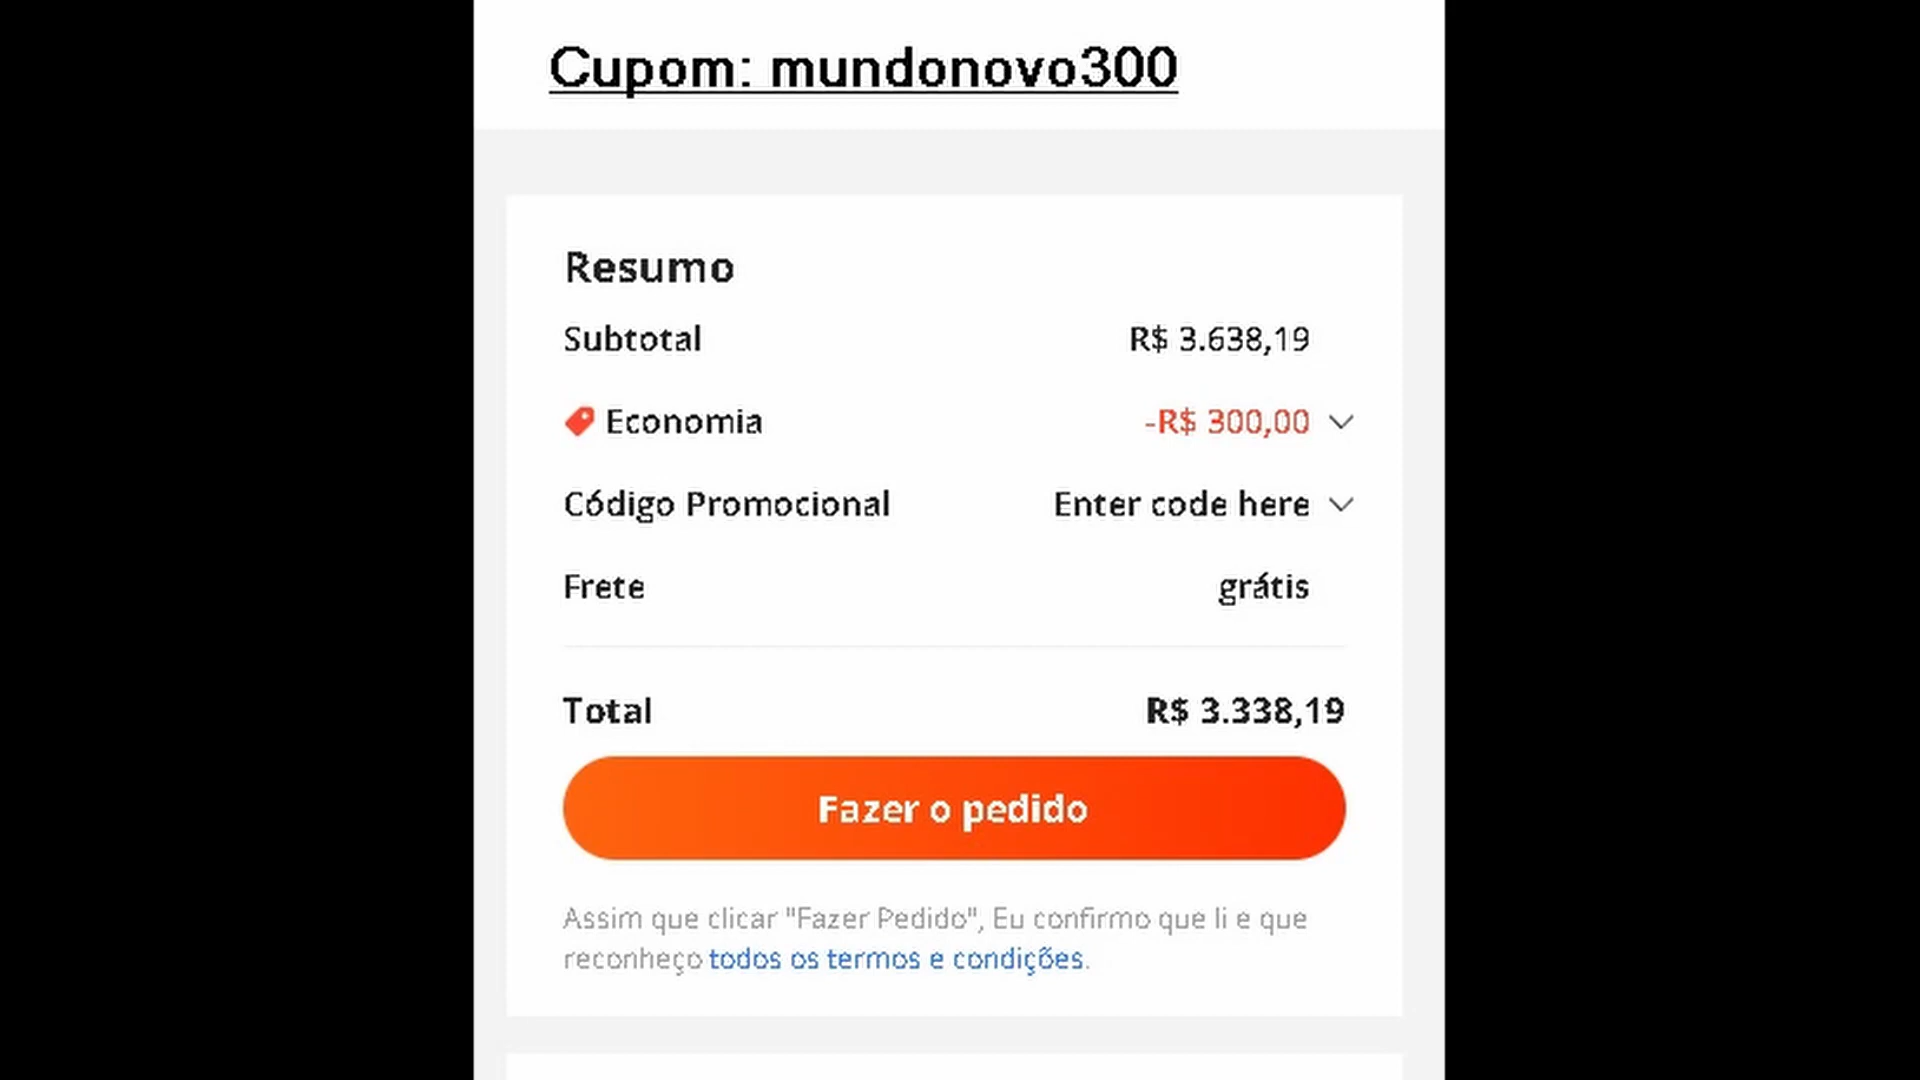 Cupom: mundonovo300
Resumo
Subtotal R$ 3.638,19
Economia -R$ 300,00
Código Promocional Enter code here
Frete grátis
Total R$ 3.338,19
Fazer o pedido
Assim que clicar "Fazer Pedido", Eu confirmo que li e que
reconheço todos os termos e condições.